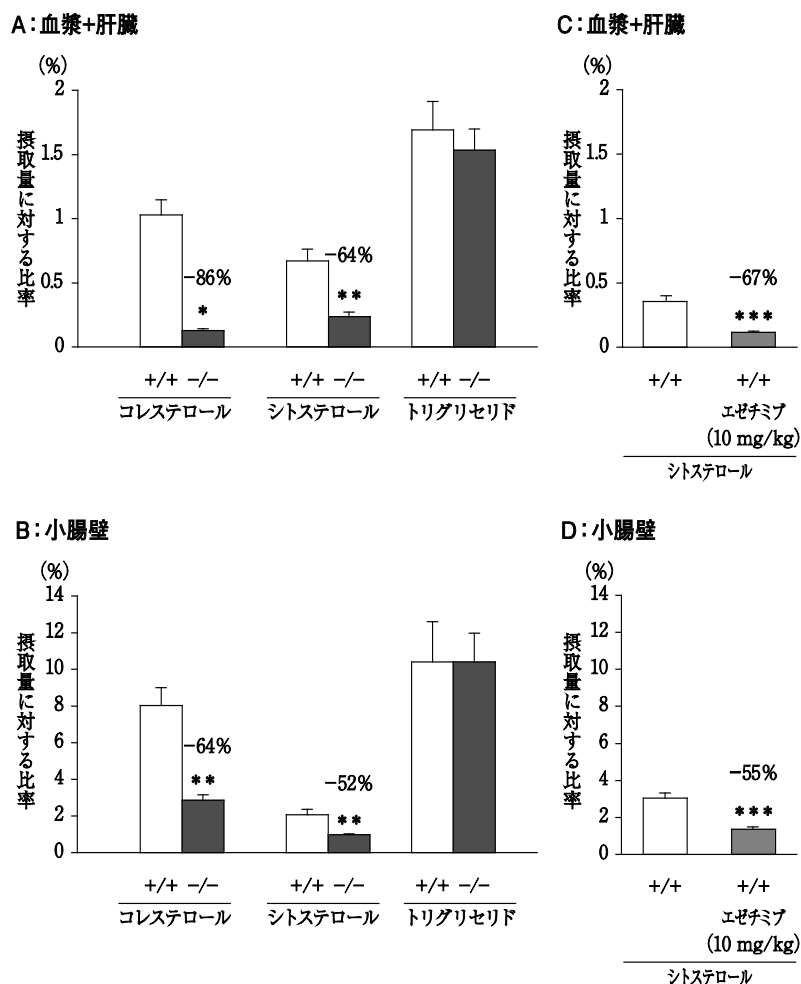 A：血漿+肝臓
(%)
摂取量に対する比率
2
1.5
1
0.5
0
−86%
*
−64%
**
+/+ −/−
+/+ −/−
+/+ −/−
コレステロール
シトステロール
トリグリセリド
C：血漿+肝臓
(%)
摂取量に対する比率
2
1.5
1
0.5
0
−67%
***
+/+
+/+
エゼチミブ
(10 mg/kg)
シトステロール
B：小腸壁
(%)
摂取量に対する比率
14
12
10
8
6
4
2
0
−64%
**
−52%
**
+/+ −/−
+/+ −/−
+/+ −/−
コレステロール
シトステロール
トリグリセリド
D：小腸壁
(%)
摂取量に対する比率
14
12
10
8
6
4
2
0
−55%
***
+/+
+/+
エゼチミブ
(10 mg/kg)
シトステロール